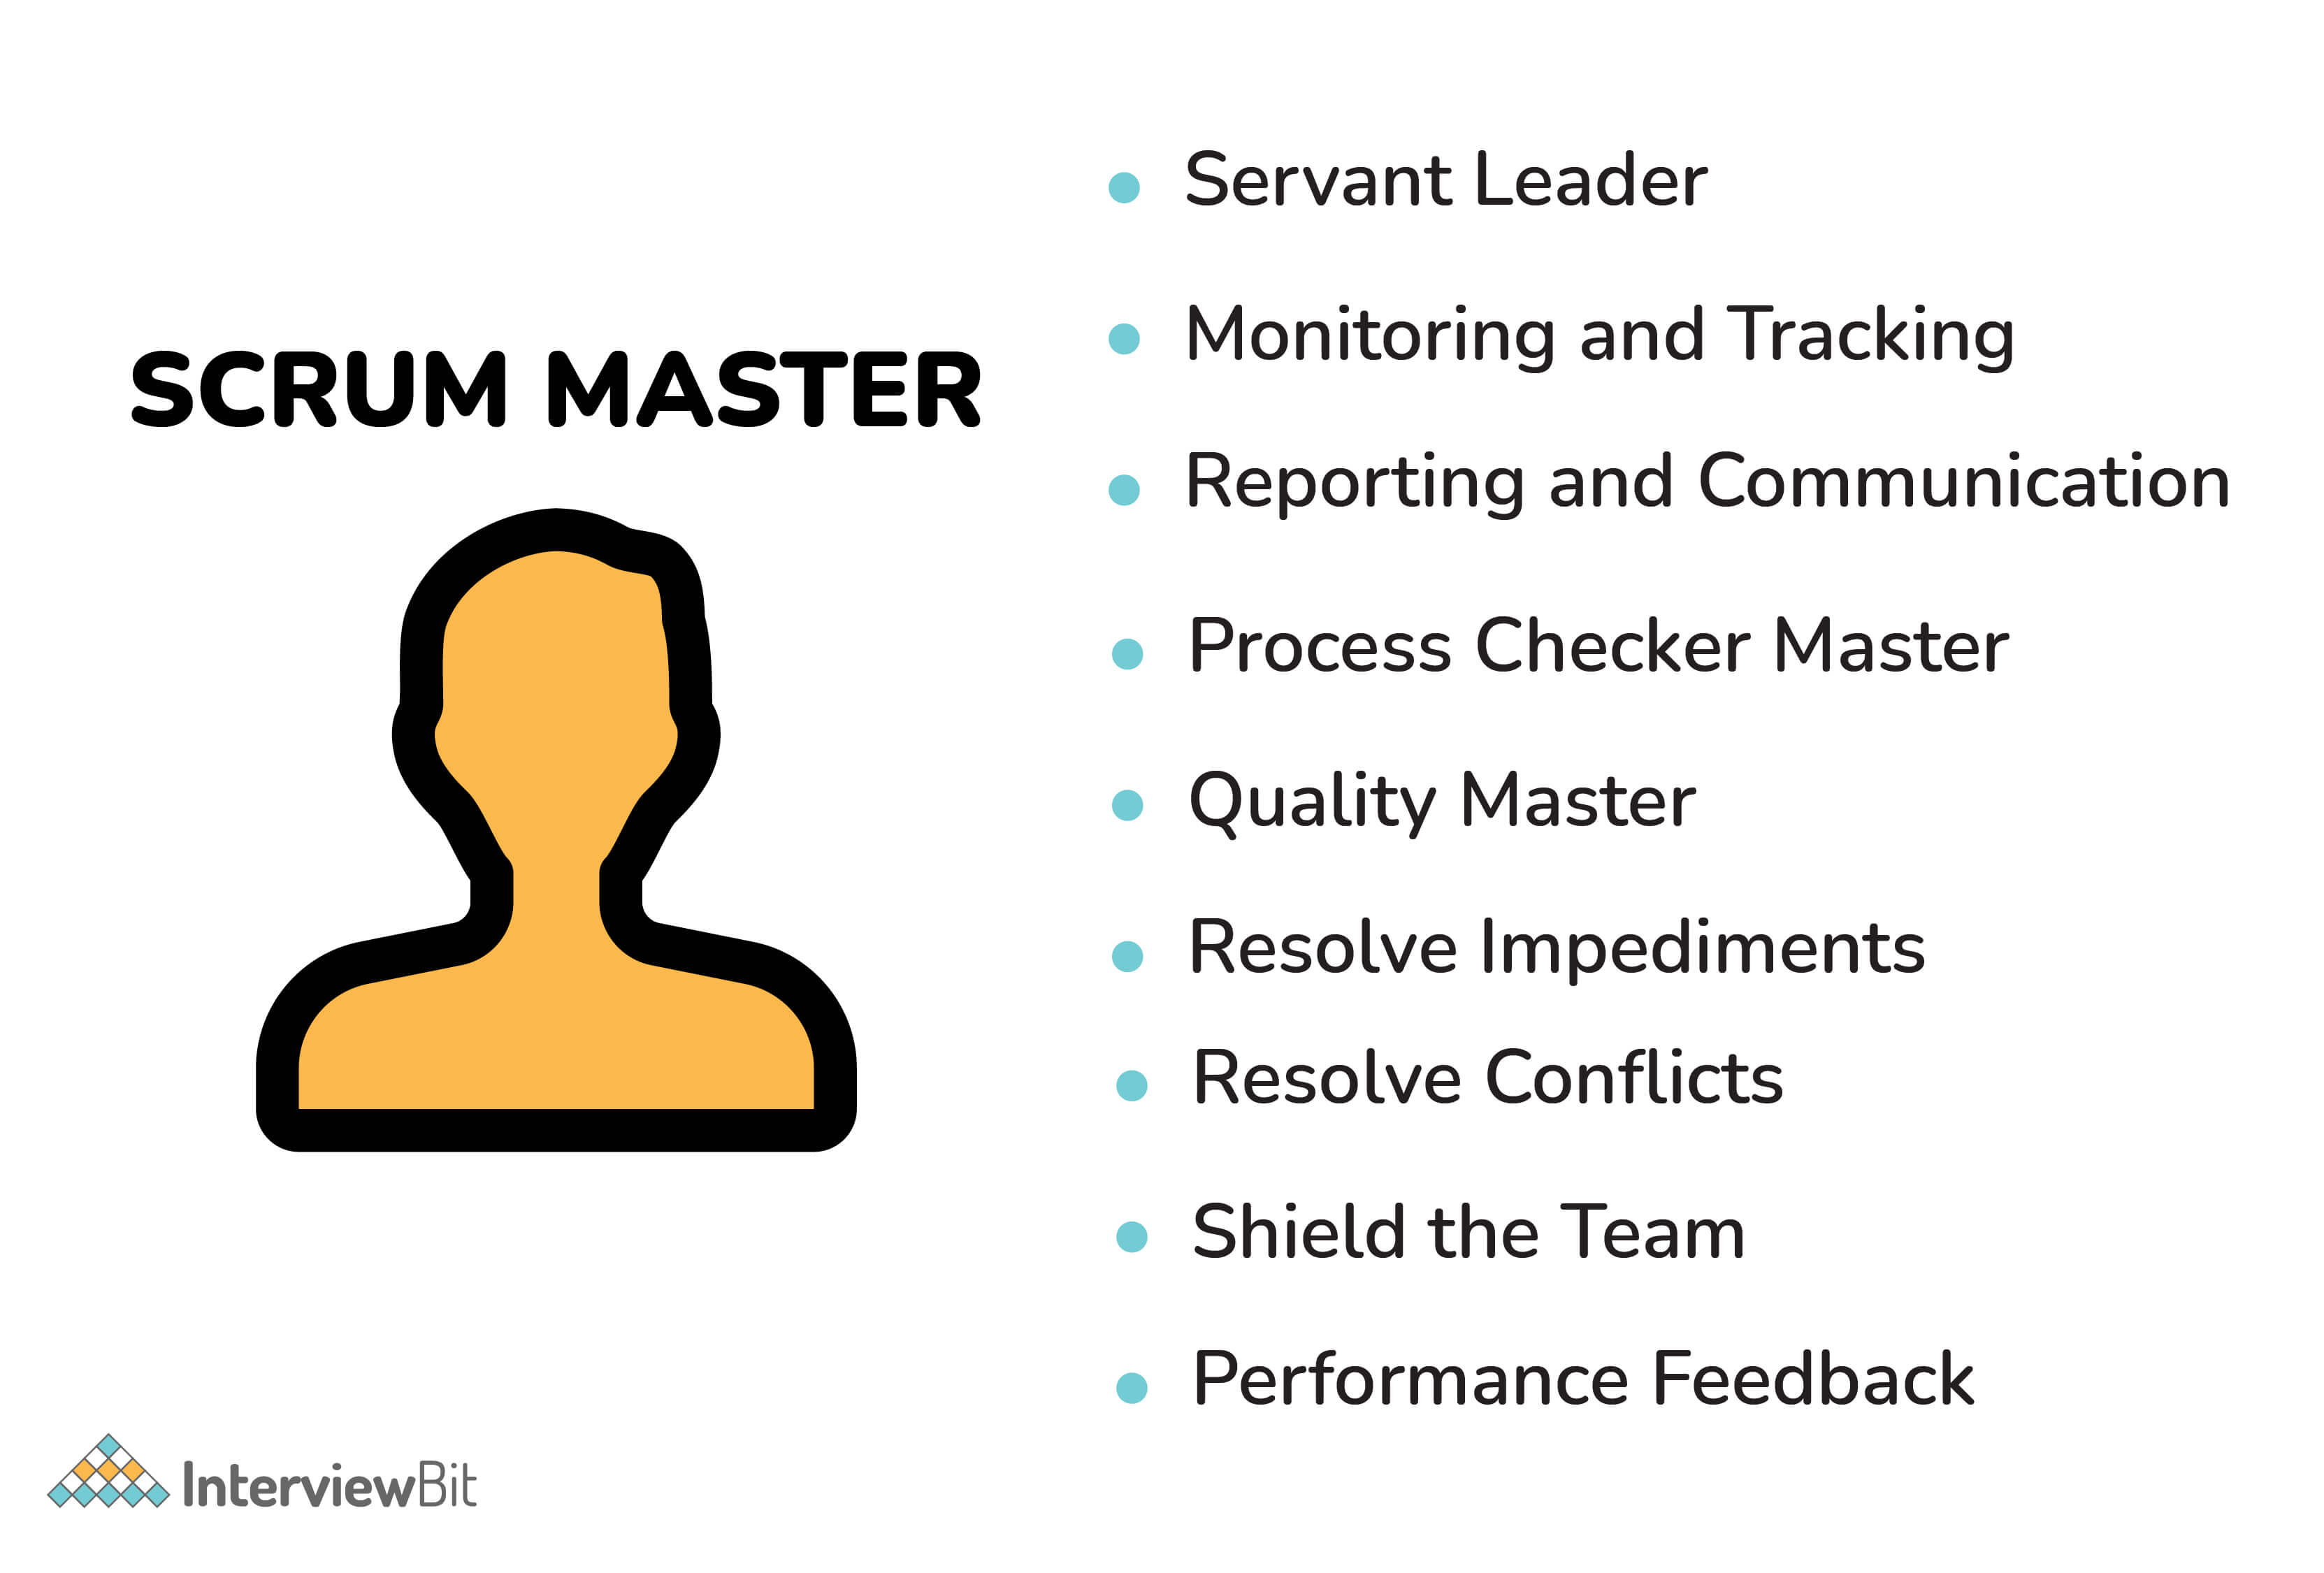 SCRUM MASTER
Servant Leader
Monitoring and Tracking
Reporting and Communication
Process Checker Master
Quality Master
Resolve Impediments
Resolve Conflicts
Shield the Team
Performance Feedback
InterviewBit